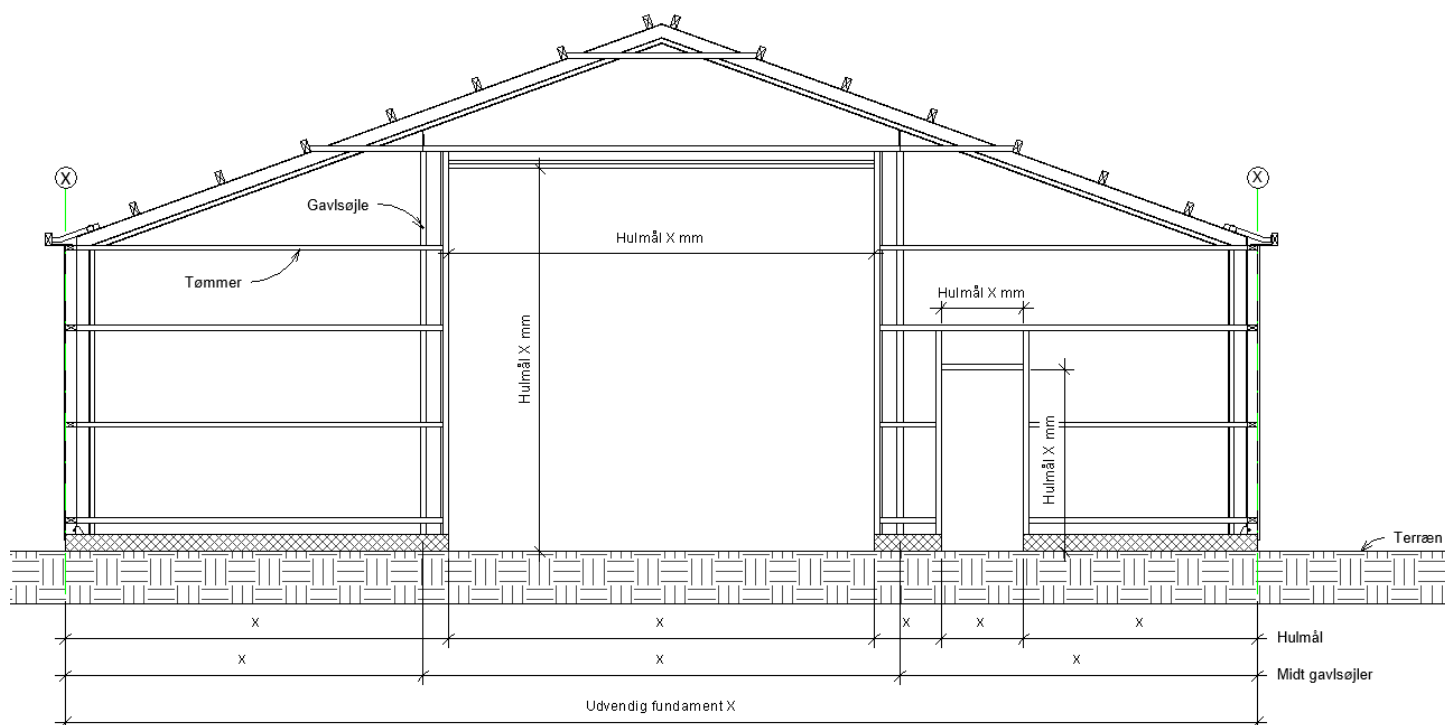 X
X
Gavlsøjle
Hulmål X mm
Tømmer
Hulmål X mm
Hulmål X mm
Hulmål X mm
Terræn
X
X
X
X
X
Hulmål
X
X
X
Midt gavlsøjler
Udvendig fundament X